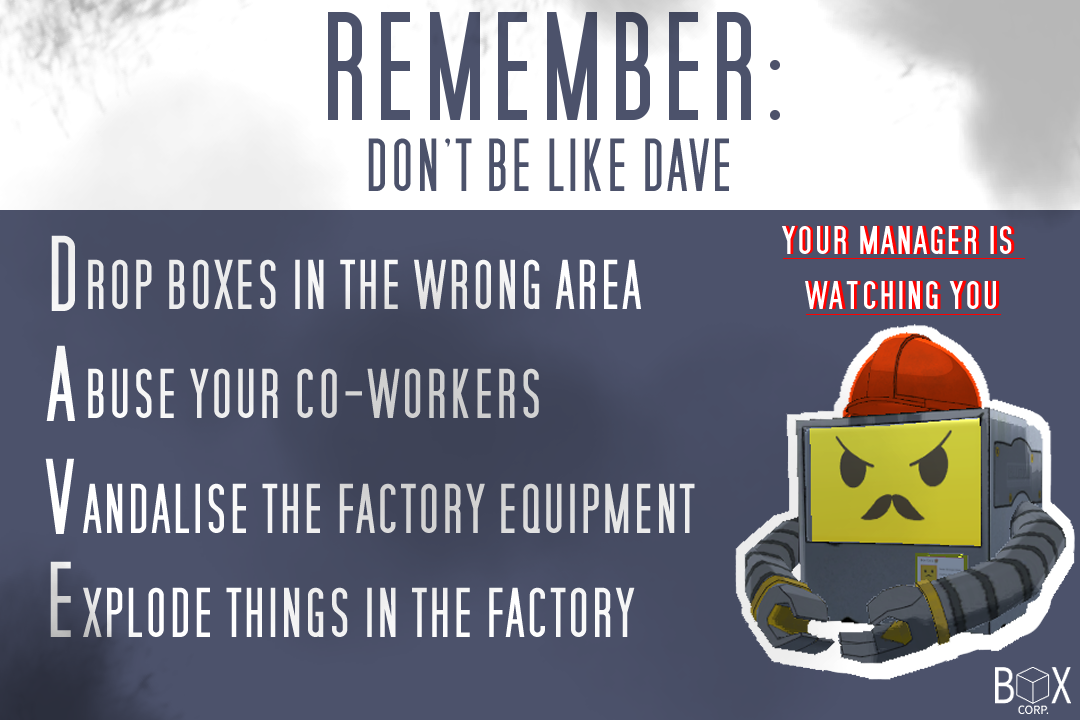 REMEMBER:
DON'T BE LIKE DAVE
YOUR MANAGER IS
WATCHING YOU
DROP BOXES IN THE WRONG AREA
ABUSE YOUR CO-WORKERS
VANDALISE THE FACTORY EQUIPMENT
EXPLODE THINGS IN THE FACTORY
BOX
CORP.